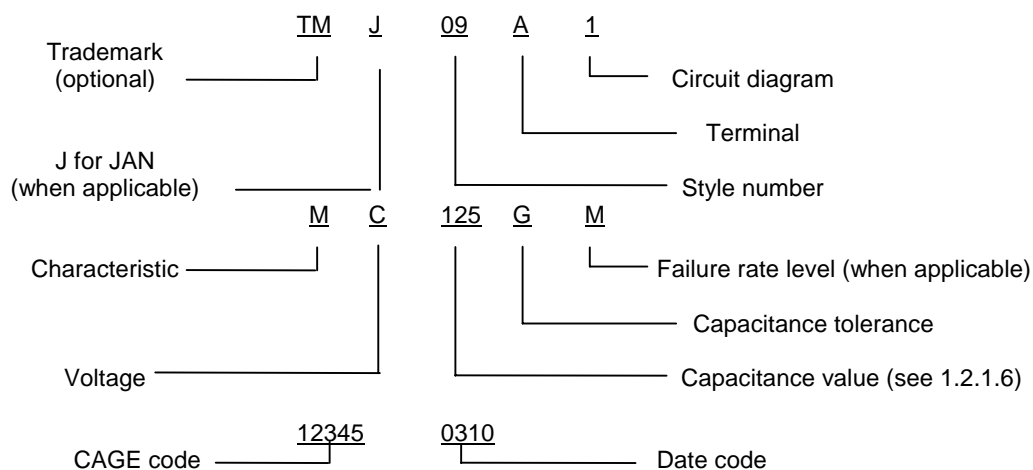 TM J 09 A 1
Trademark
(optional)
Circuit diagram
Terminal
J for JAN
(when applicable)
Style number
M C 125 G M
Characteristic
Failure rate level (when applicable)
Capacitance tolerance
Voltage
Capacitance value (see 1.2.1.6)
12345 0310
CAGE code
Date code